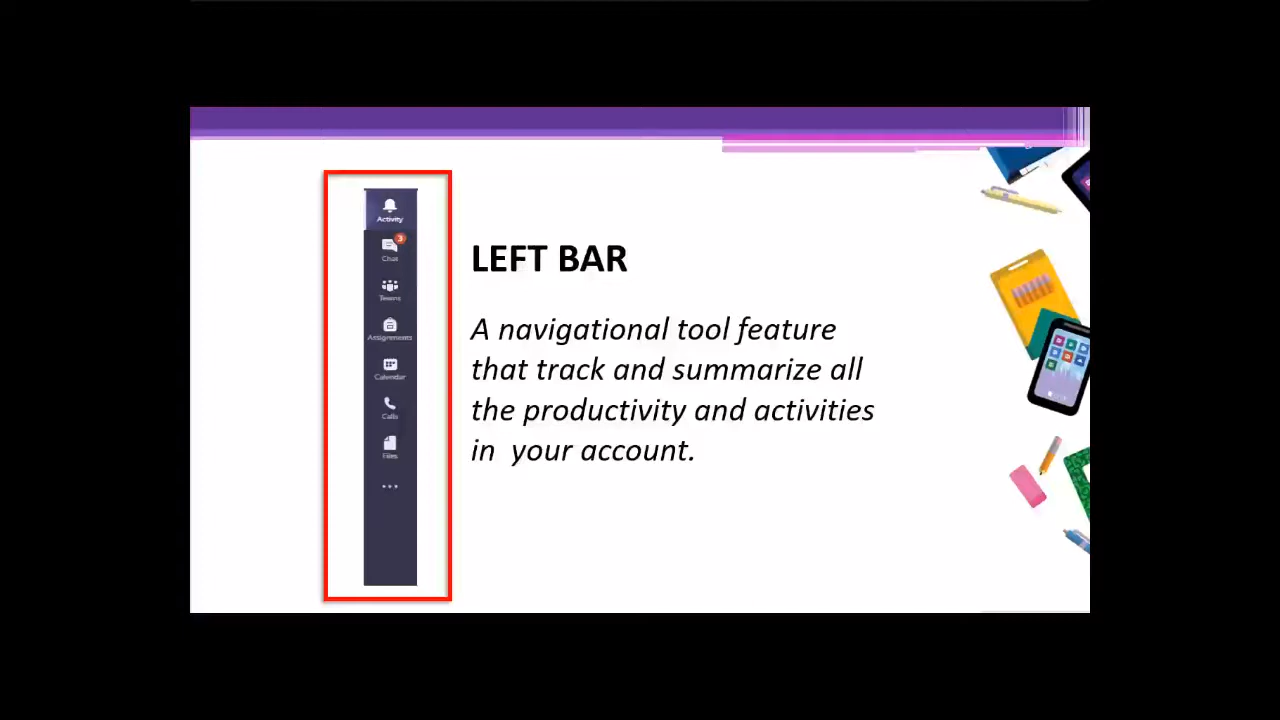 Activity
3
Chat
Teams
Assignments
Calendar
Calls
Files
LEFT BAR
A navigational tool feature
that track and summarize all
the productivity and activities
in  your account.